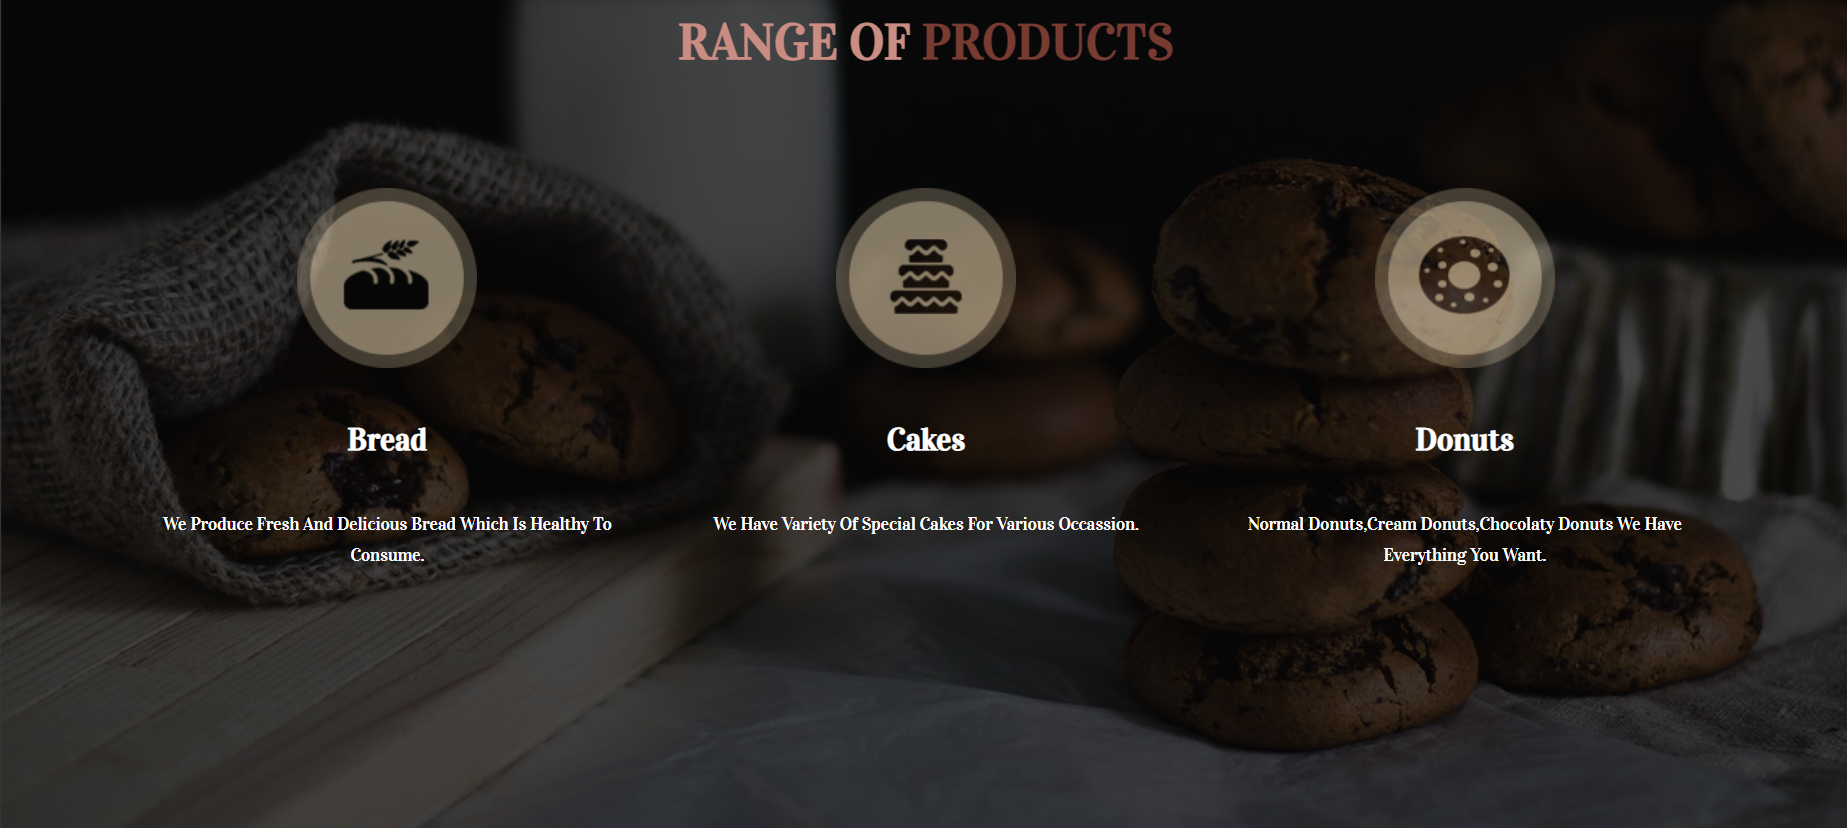 RANGE OF PRODUCTS
Bread
We Produce Fresh And Delicious Bread Which Is Healthy To
Consume.
Cakes
We Have Variety Of Special Cakes For Various Occassion.
Donuts
Normal Donuts,Cream Donuts,Chocolaty Donuts We Have
Everything You Want.